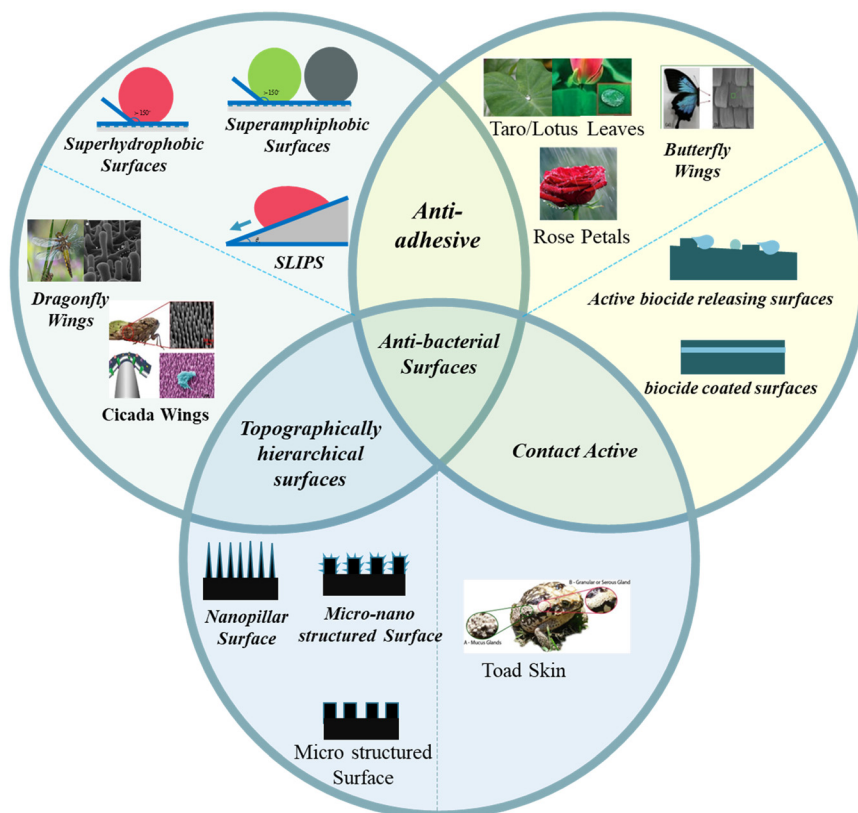 ~150°
Superhydrophobic
Surfaces
~150°
Superamphiphobic
Surfaces
SLIPS
Dragonfly
Wings
Cicada Wings
Anti-
adhesive
Taro/Lotus Leaves
Rose Petals
Butterfly
Wings
Active biocide releasing surfaces
biocide coated surfaces
Anti-bacterial
Surfaces
Topographically
hierarchical
surfaces
Contact Active
Nanopillar
Surface
Micro-nano
structured Surface
Micro structured
Surface
B - Granular or Serous Gland
A - Mucus Glands
Toad Skin